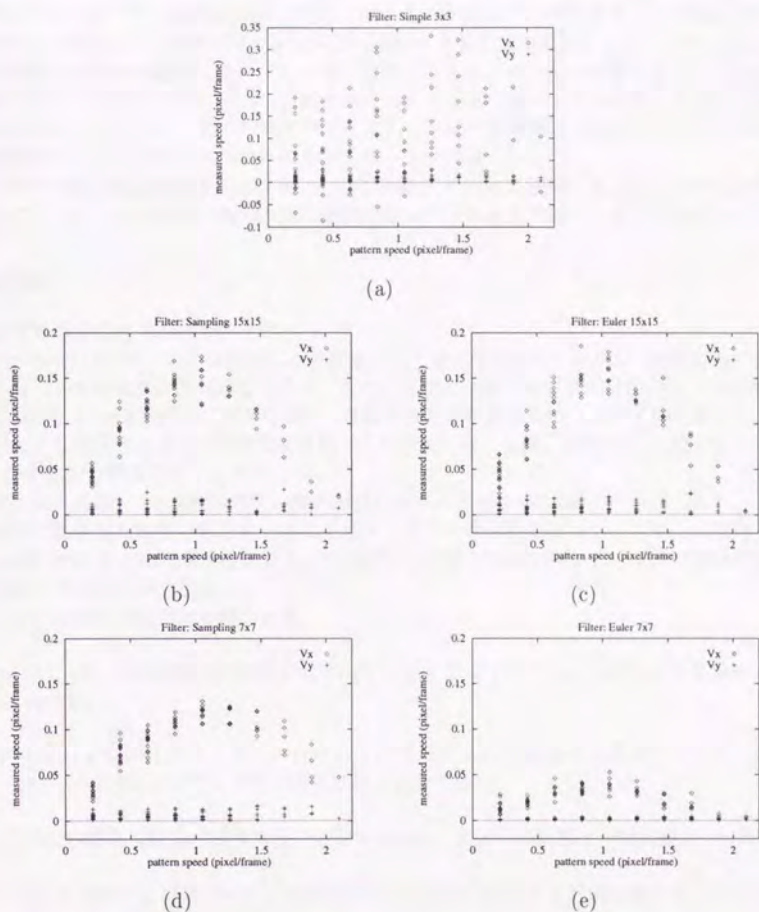 Filter: Simple 3x3
0.35
0.3
0.25
0.2
0.15
0.1
0.05
0
-0.05
-0.1
Vx
Vy
measured speed (pixel/frame)
0 0.5 1 1.5 2
pattern speed (pixel/frame)
(a)
Filter: Sampling 15x15
0.2
0.15
0.1
0.05
0
Vx
Vy
measured speed (pixel/frame)
0 0.5 1 1.5 2
pattern speed (pixel/frame)
(b)
Filter: Euler 15x15
0.2
0.15
0.1
0.05
0
Vx
Vy
measured speed (pixel/frame)
0 0.5 1 1.5 2
pattern speed (pixel/frame)
(c)
Filter: Sampling 7x7
0.2
0.15
0.1
0.05
0
Vx
Vy
measured speed (pixel/frame)
0 0.5 1 1.5 2
pattern speed (pixel/frame)
(d)
Filter: Euler 7x7
0.2
0.15
0.1
0.05
0
Vx
Vy
measured speed (pixel/frame)
0 0.5 1 1.5 2
pattern speed (pixel/frame)
(e)